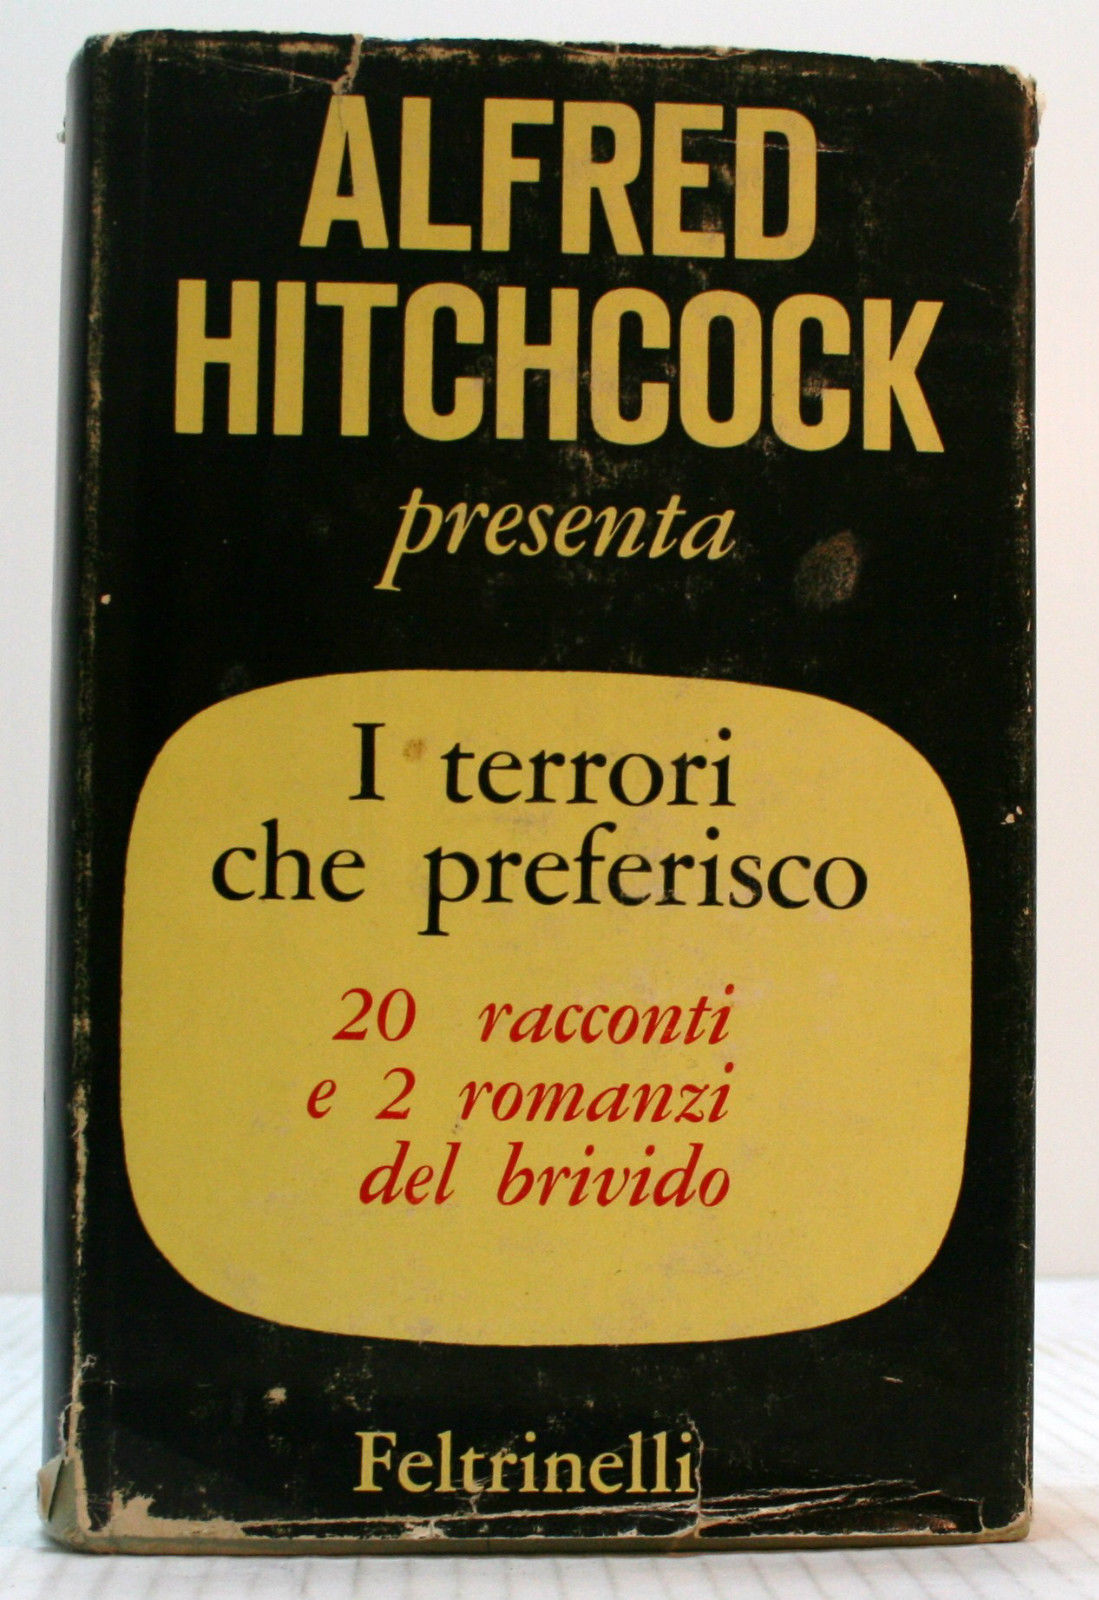 ALFRED
HITCHCOCK
presenta
I terrori
che preferisco
20 racconti
e 2 romanzi
del brivido
Feltrinelli